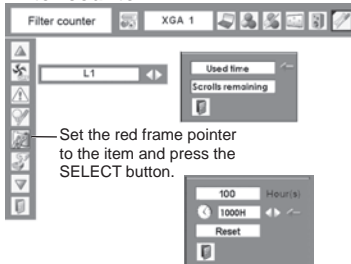 Filter counter
XGA 1
L1
Used time
Scrolls remaining
Set the red frame pointer
to the item and press the
SELECT button.
100 Hour(s)
1000H
Reset